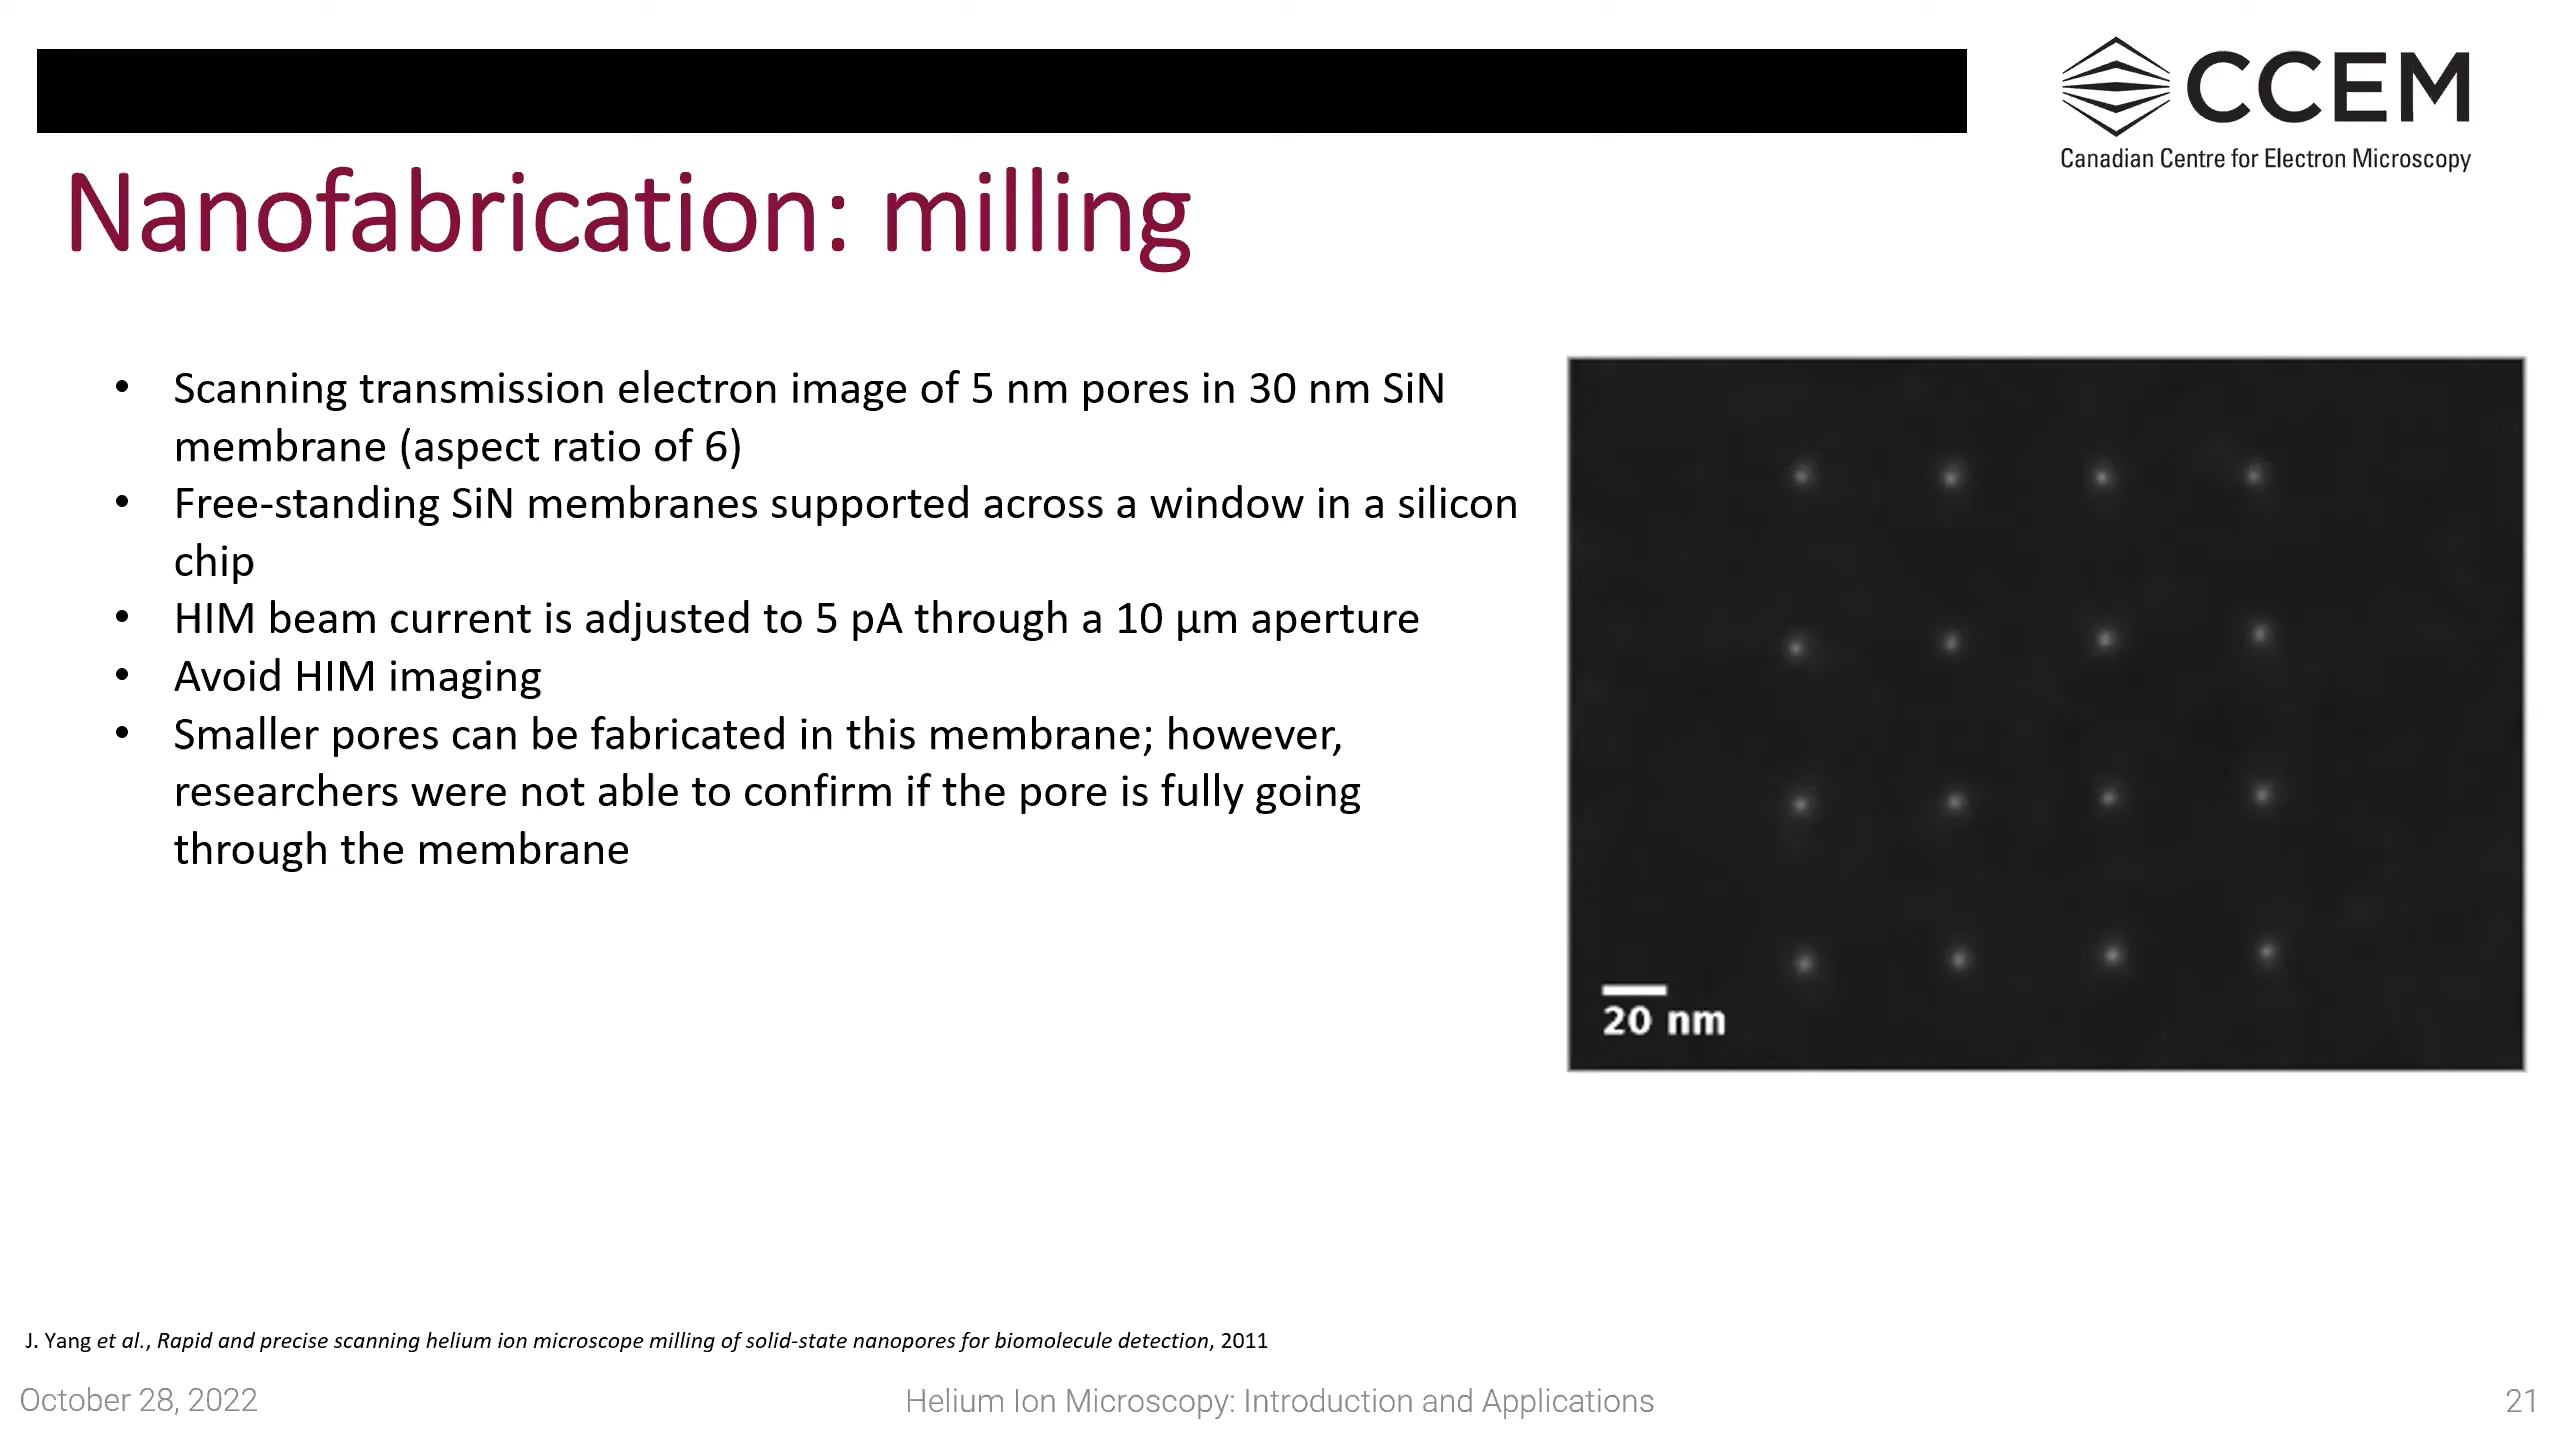 CCEM
Canadian Centre for Electron Microscopy
Nanofabrication: milling
• Scanning transmission electron image of 5 nm pores in 30 nm SiN
membrane (aspect ratio of 6)
• Free-standing SiN membranes supported across a window in a silicon
chip
• HIM beam current is adjusted to 5 pA through a 10 µm aperture
• Avoid HIM imaging
• Smaller pores can be fabricated in this membrane; however,
researchers were not able to confirm if the pore is fully going
through the membrane
20 nm
J. Yang et al., Rapid and precise scanning helium ion microscope milling of solid-state nanopores for biomolecule detection, 2011
October 28, 2022
Helium Ion Microscopy: Introduction and Applications
21